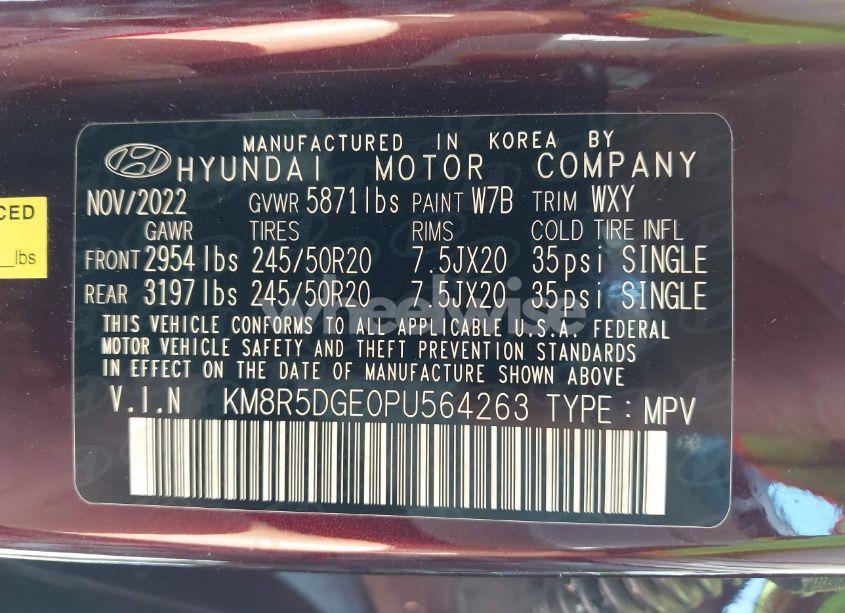 MANUFACTURED IN KOREA BY
HYUNDAI MOTOR COMPANY
NOV/2022 GVWR 5871lbs PAINT W7B TRIM WXY
GAWR TIRES RIMS COLD TIRE INFL
FRONT 2954 lbs 245/50R20 7.5JX20 35psi SINGLE
REAR 3197 lbs 245/50R20 7.5JX20 35psi SINGLE
wheelwise
THIS VEHICLE CONFORMS TO ALL APPLICABLE U.S.A. FEDERAL
MOTOR VEHICLE SAFETY AND THEFT PREVENTION STANDARDS
IN EFFECT ON THE DATE OF MANUFACTURE SHOWN ABOVE.
V.I.N KM8R5DGE0PU564263 TYPE : MPV
CED
lbs